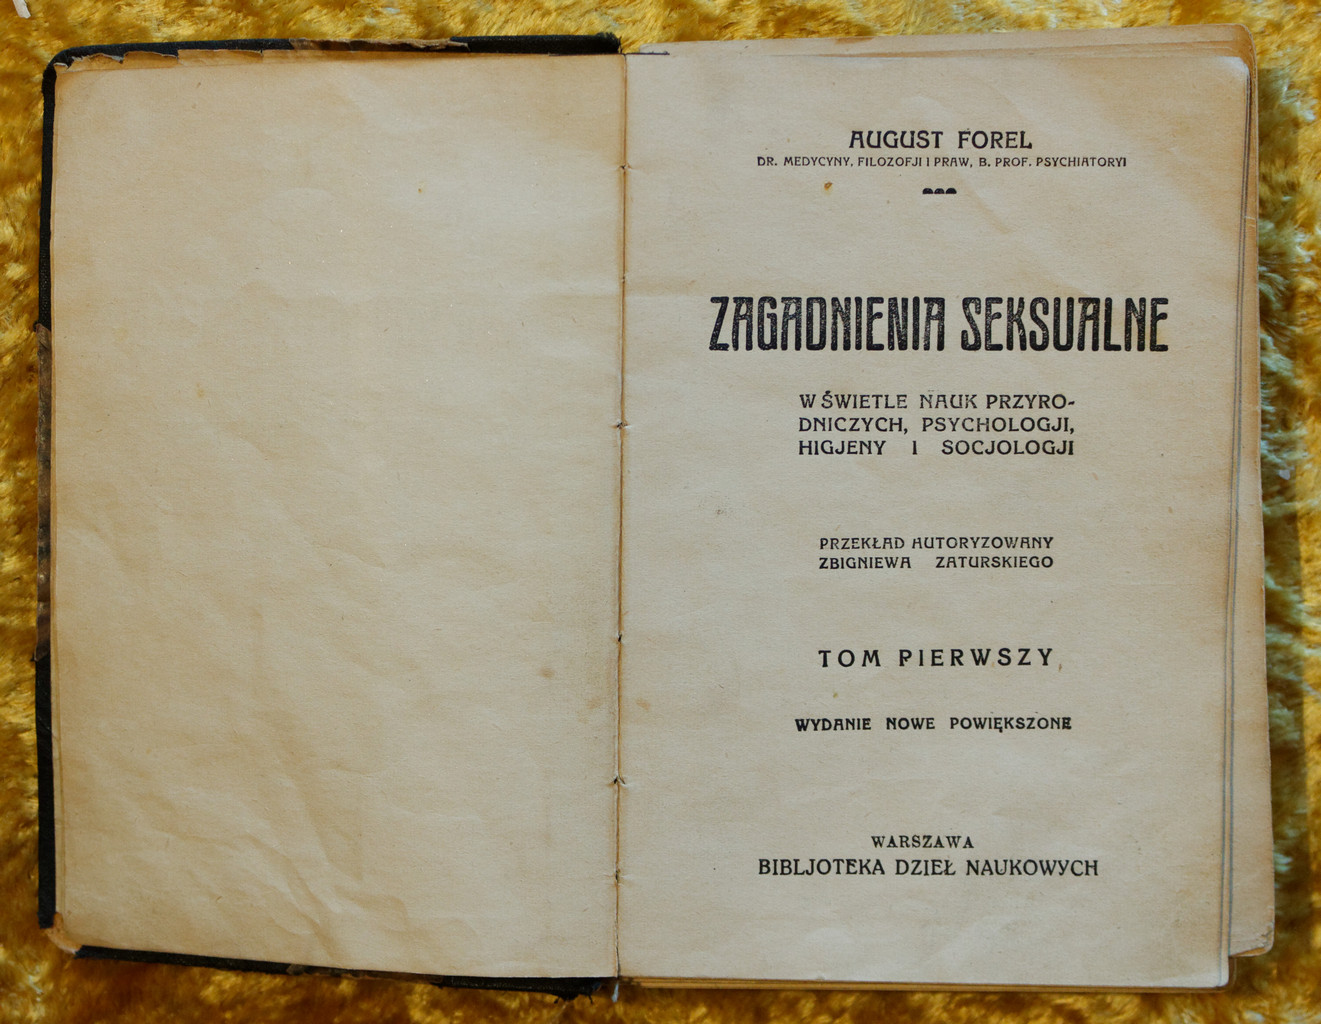 AUGUST FOREL
DR. MEDYCYNY, FILOZOFJI I PRAW, B. PROF. PSYCHIATORYI
ZAGADNIENIA SEKSUALNE
W ŚWIETLE NAUK PRZYRO-
DNICZYCH, PSYCHOLOGJI,
HIGJENY I SOCJOLOGJI
PRZEKŁAD AUTORYZOWANY
ZBIGNIEWA ZATURSKIEGO
TOM PIERWSZY
WYDANIE NOWE POWIĘKSZONE
WARSZAWA
BIBLJOTEKA DZIEŁ NAUKOWYCH